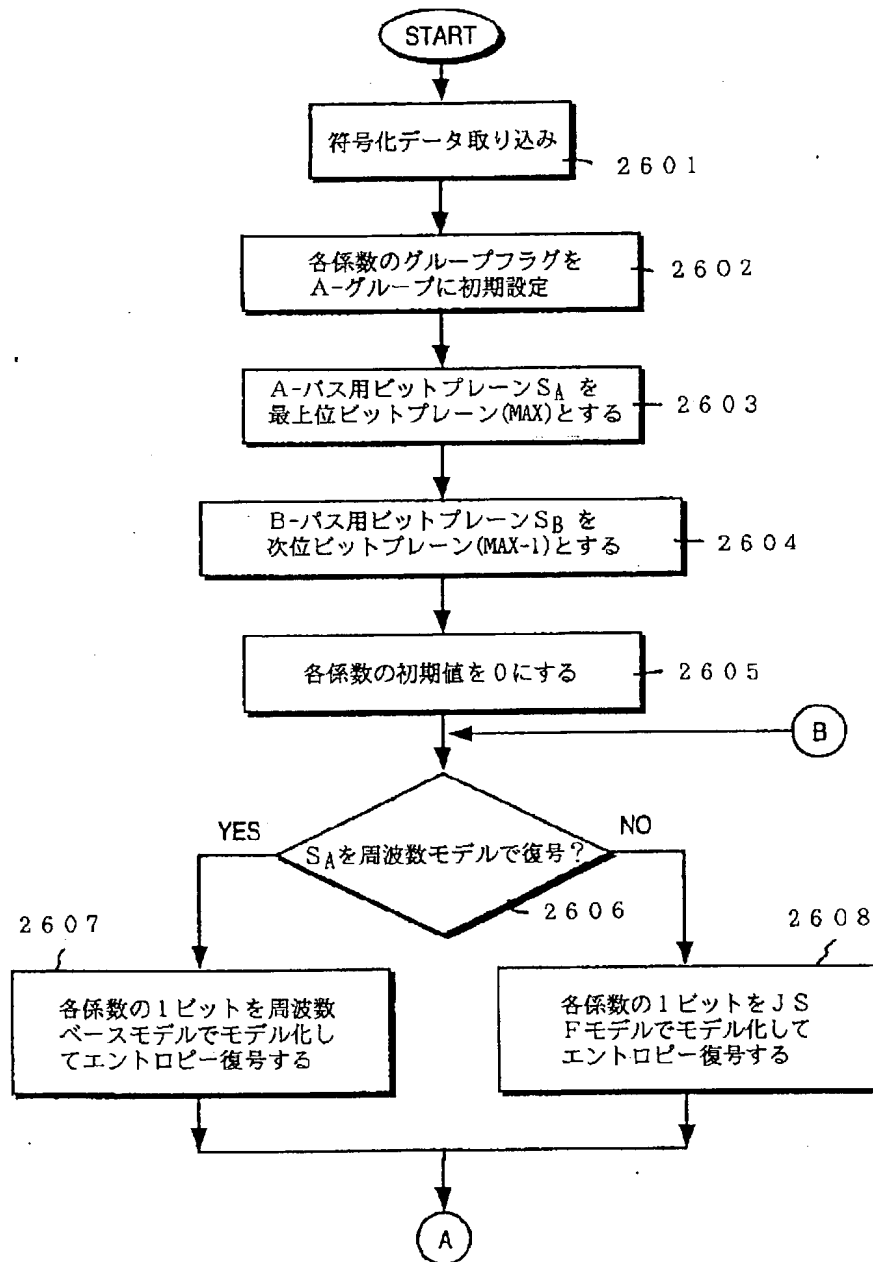 START
符号化データ取り込み
2601
各係数のグループフラグを
A-グループに初期設定
2602
A-パス用ビットプレーンSA を
最上位ビットプレーン(MAX)とする
2603
B-パス用ビットプレーンSB を
次位ビットプレーン(MAX-1)とする
2604
各係数の初期値を0にする
2605
B
YES
NO
SAを周波数モデルで復号?
2606
2607
2608
各係数の1ビットを周波数
ベースモデルでモデル化し
てエントロピー復号する
各係数の1ビットをJS
Fモデルでモデル化して
エントロピー復号する
A